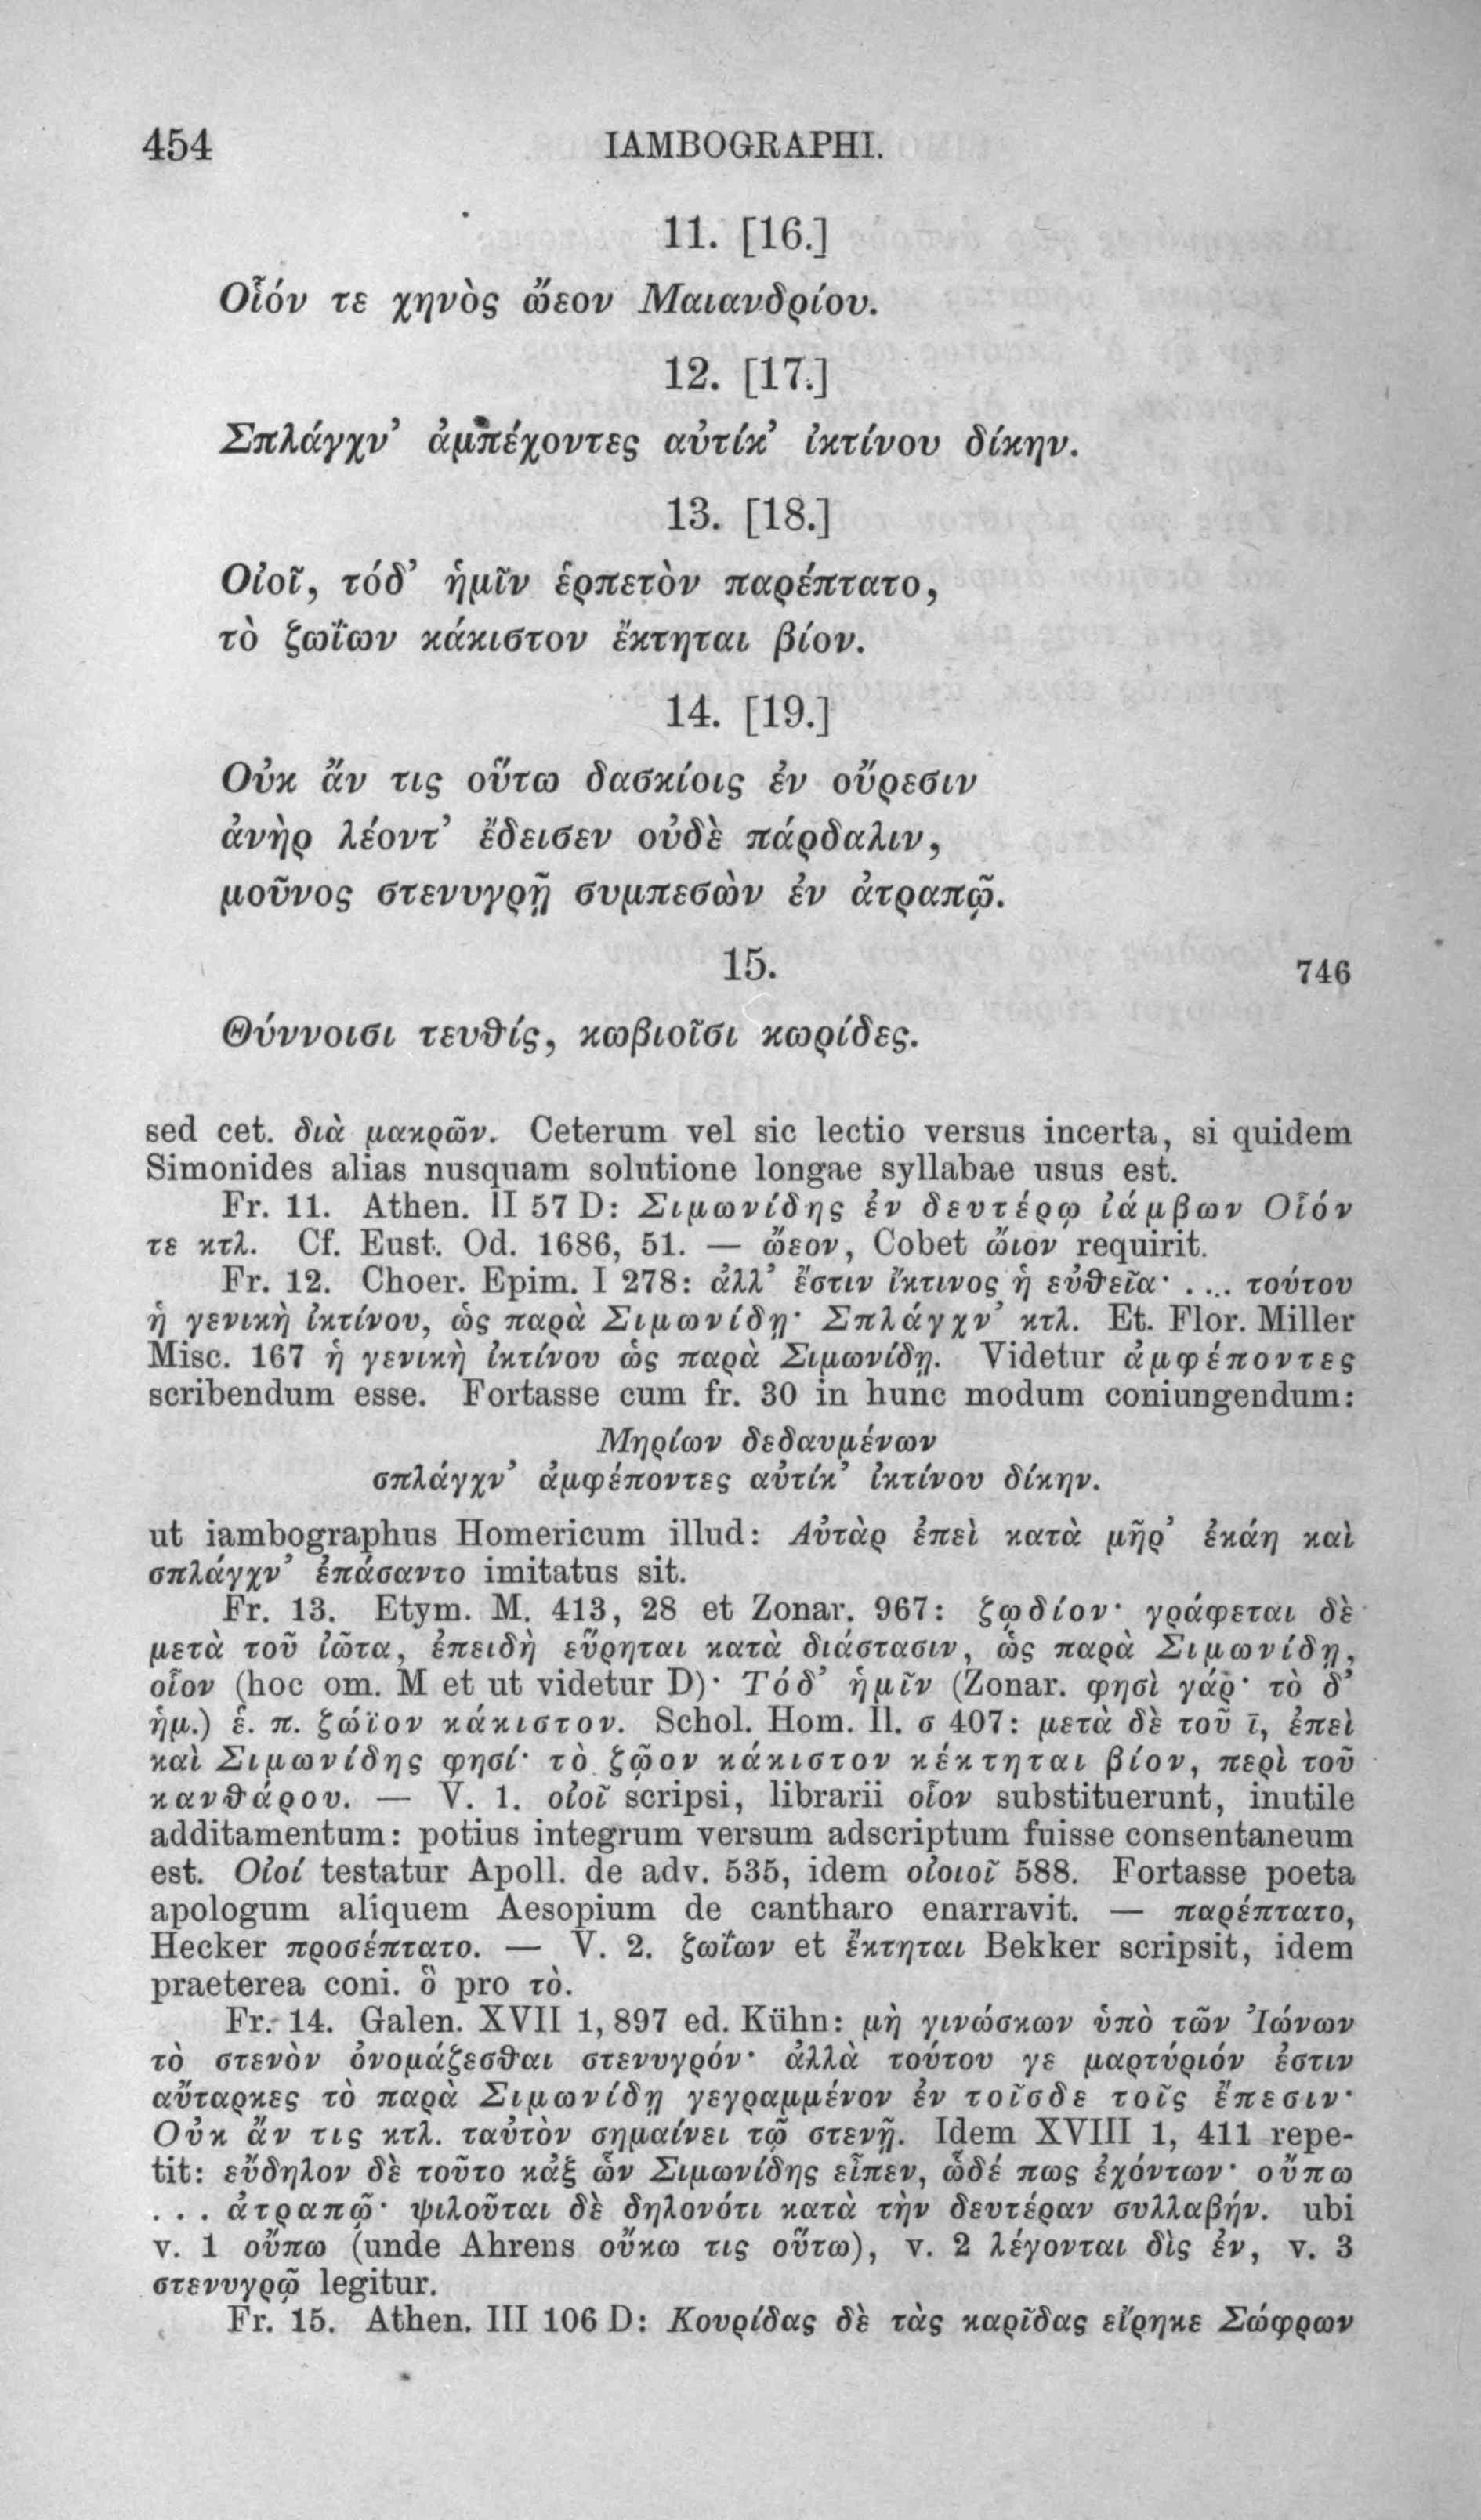 454 IAMBOGRAPHI.
11. [16.]
Οἷόν τε χηνὸς ὤεον Μαιανδρίου.
12. [17.]
Σπλάγχν’ ἀμπέχοντες αὐτίκ’ ἰκτίνου δίκην.
13. [18.]
Οἰοῖ, τόδ’ ἡμῖν ἑρπετὸν παρέπτατο,
τὸ ζωΐων κάκιστον ἔκτηται βίον.
14. [19.]
Οὐκ ἄν τις οὕτω δασκίοις ἐν οὔρεσιν
ἀνὴρ λέοντ’ ἔδεισεν οὐδὲ πάρδαλιν,
μοῦνος στενυγρῇ συμπεσὼν ἐν ἀτραπῷ.
15. 746
Θύννοισι τευθίς, κωβιοῖσι κωρίδες.
sed cet. διὰ μακρῶν. Ceterum vel sic lectio versus incerta, si quidem
Simonides alias nusquam solutione longae syllabae usus est.
Fr. 11. Athen. II 57 D: Σιμωνίδης ἐν δευτέρῳ ἰάμβων Οἷόν
τε κτλ. Cf. Eust. Od. 1686, 51. — ὤεον, Cobet ὤιον requirit.
Fr. 12. Choer. Epim. I 278: ἀλλ’ ἔστιν ἴκτινος ἡ εὐθεῖα· .... τούτου
ἡ γενικὴ ἰκτίνου, ὡς παρὰ Σιμωνίδῃ· Σπλάγχν’ κτλ. Et. Flor. Miller
Misc. 167 ἡ γενικὴ ἰκτίνου ὡς παρὰ Σιμωνίδῃ. Videtur ἀμφέποντες
scribendum esse. Fortasse cum fr. 30 in hunc modum coniungendum:
Μηρίων δεδαυμένων
σπλάγχν’ ἀμφέποντες αὐτίκ’ ἰκτίνου δίκην.
ut iambographus Homericum illud: Αὐτὰρ ἐπεὶ κατὰ μῆρ’ ἐκάη καὶ
σπλάγχν’ ἐπάσαντο imitatus sit.
Fr. 13. Etym. M. 413, 28 et Zonar. 967: ζῳδίον· γράφεται δὲ
μετὰ τοῦ ἰῶτα, ἐπειδὴ εὕρηται κατὰ διάστασιν, ὡς παρὰ Σιμωνίδῃ,
οἷον (hoc om. M et ut videtur D)· Τόδ’ ἡμῖν (Zonar. φησὶ γάρ· τὸ δ’
ἡμ.) ἑ. π. ζώϊον κάκιστον. Schol. Hom. Il. σ 407: μετὰ δὲ τοῦ ῑ, ἐπεὶ
καὶ Σιμωνίδης φησί· τὸ ζῷον κάκιστον κέκτηται βίον, περὶ τοῦ
κανθάρου. — V. 1. οἰοῖ scripsi, librarii οἷον substituerunt, inutile
additamentum: potius integrum versum adscriptum fuisse consentaneum
est. Οἰοί testatur Apoll. de adv. 535, idem οἰοιοῖ 588. Fortasse poeta
apologum aliquem Aesopium de cantharo enarravit. — παρέπτατο,
Hecker προσέπτατο. — V. 2. ζωΐων et ἔκτηται Bekker scripsit, idem
praeterea coni. ὃ pro τὸ.
Fr. 14. Galen. XVII 1, 897 ed. Kühn: μὴ γινώσκων ὑπὸ τῶν Ἰώνων
τὸ στενὸν ὀνομάζεσθαι στενυγρόν· ἀλλὰ τούτου γε μαρτύριόν ἐστιν
αὔταρκες τὸ παρὰ Σιμωνίδῃ γεγραμμένον ἐν τοῖσδε τοῖς ἔπεσιν·
Οὐκ ἄν τις κτλ. ταὐτὸν σημαίνει τῷ στενῇ. Idem XVIII 1, 411 repe-
tit: εὔδηλον δὲ τοῦτο κἀξ ὧν Σιμωνίδης εἶπεν, ὧδέ πως ἐχόντων· οὔπω
. . . ἀτραπῷ· ψιλοῦται δὲ δηλονότι κατὰ τὴν δευτέραν συλλαβήν. ubi
v. 1 οὔπω (unde Ahrens οὔκω τις οὕτω), v. 2 λέγονται δὶς ἐν, v. 3
στενυγρῷ legitur.
Fr. 15. Athen. III 106 D: Κουρίδας δὲ τὰς καρῖδας εἴρηκε Σώφρων